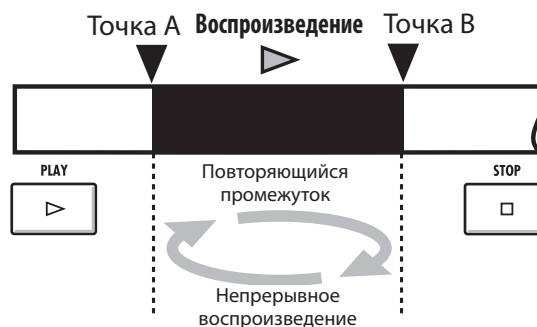 Точка A Воспроизведение Точка B
PLAY
Повторяющийся
промежуток
STOP
Непрерывное
воспроизведение